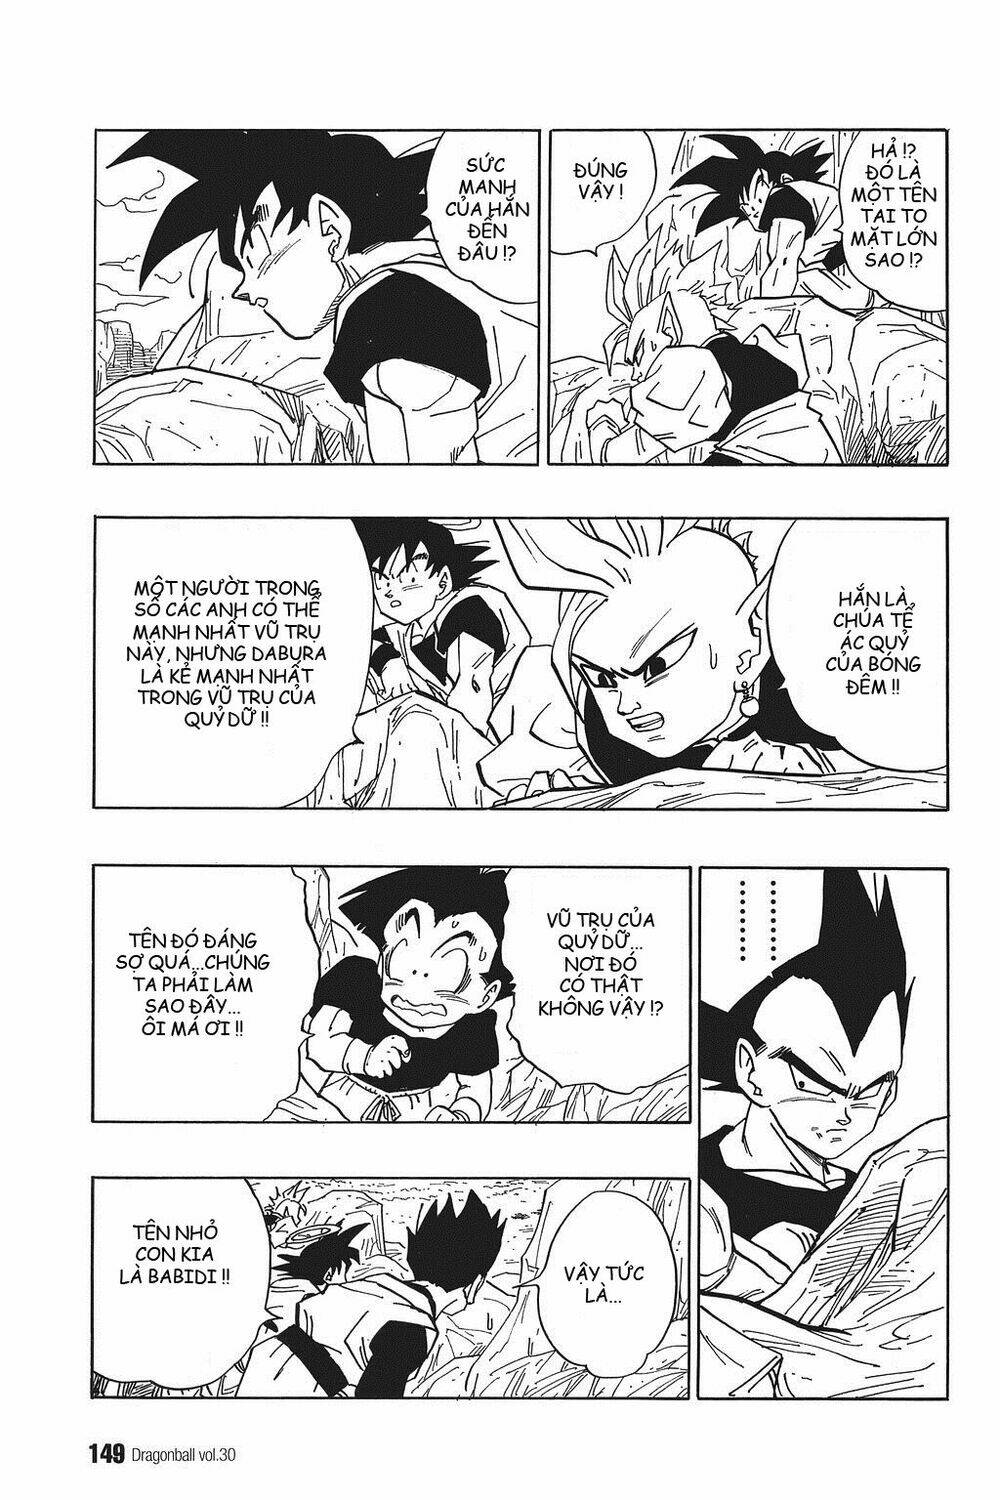 HẢ !?
ĐÓ LÀ
MỘT TÊN
TAI TO
MẶT LỚN
SAO !?
ĐÚNG
VẬY !
SỨC
MẠNH
CỦA HẮN
ĐẾN
ĐÂU !?
HẮN LÀ
CHÚA TỂ
ÁC QUỶ
CỦA BÓNG
ĐÊM !!
MỘT NGƯỜI TRONG
SỐ CÁC ANH CÓ THỂ
MẠNH NHẤT VŨ TRỤ
NÀY, NHƯNG DABURA
LÀ KẺ MẠNH NHẤT
TRONG VŨ TRỤ CỦA
QUỶ DỮ !!
VŨ TRỤ CỦA
QUỶ DỮ...
NƠI ĐÓ
CÓ THẬT
KHÔNG VẬY !?
TÊN ĐÓ ĐÁNG
SỢ QUÁ...CHÚNG
TA PHẢI LÀM
SAO ĐÂY...
ÔI MÁ ƠI !!
VẬY TỨC
LÀ...
TÊN NHỎ
CON KIA
LÀ BABIDI !!
149 Dragonball vol.30